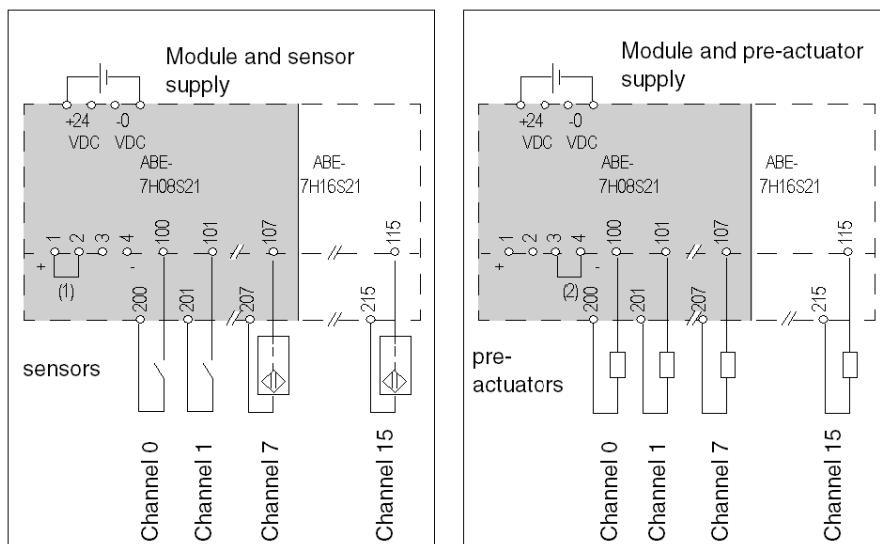 Module and sensor
supply
+24
VDC
-0
VDC
ABE-
7H08S21
ABE-
7H16S21
1
2
3
4
100
101
107
115
+
(1)
-
200
201
207
215
sensors
Channel 0
Channel 1
Channel 7
Channel 15
Module and pre-actuator
supply
+24
VDC
-0
VDC
ABE-
7H08S21
ABE-
7H16S21
1
2
3
4
100
101
107
115
+
(2)
-
200
201
207
215
pre-
actuators
Channel 0
Channel 1
Channel 7
Channel 15